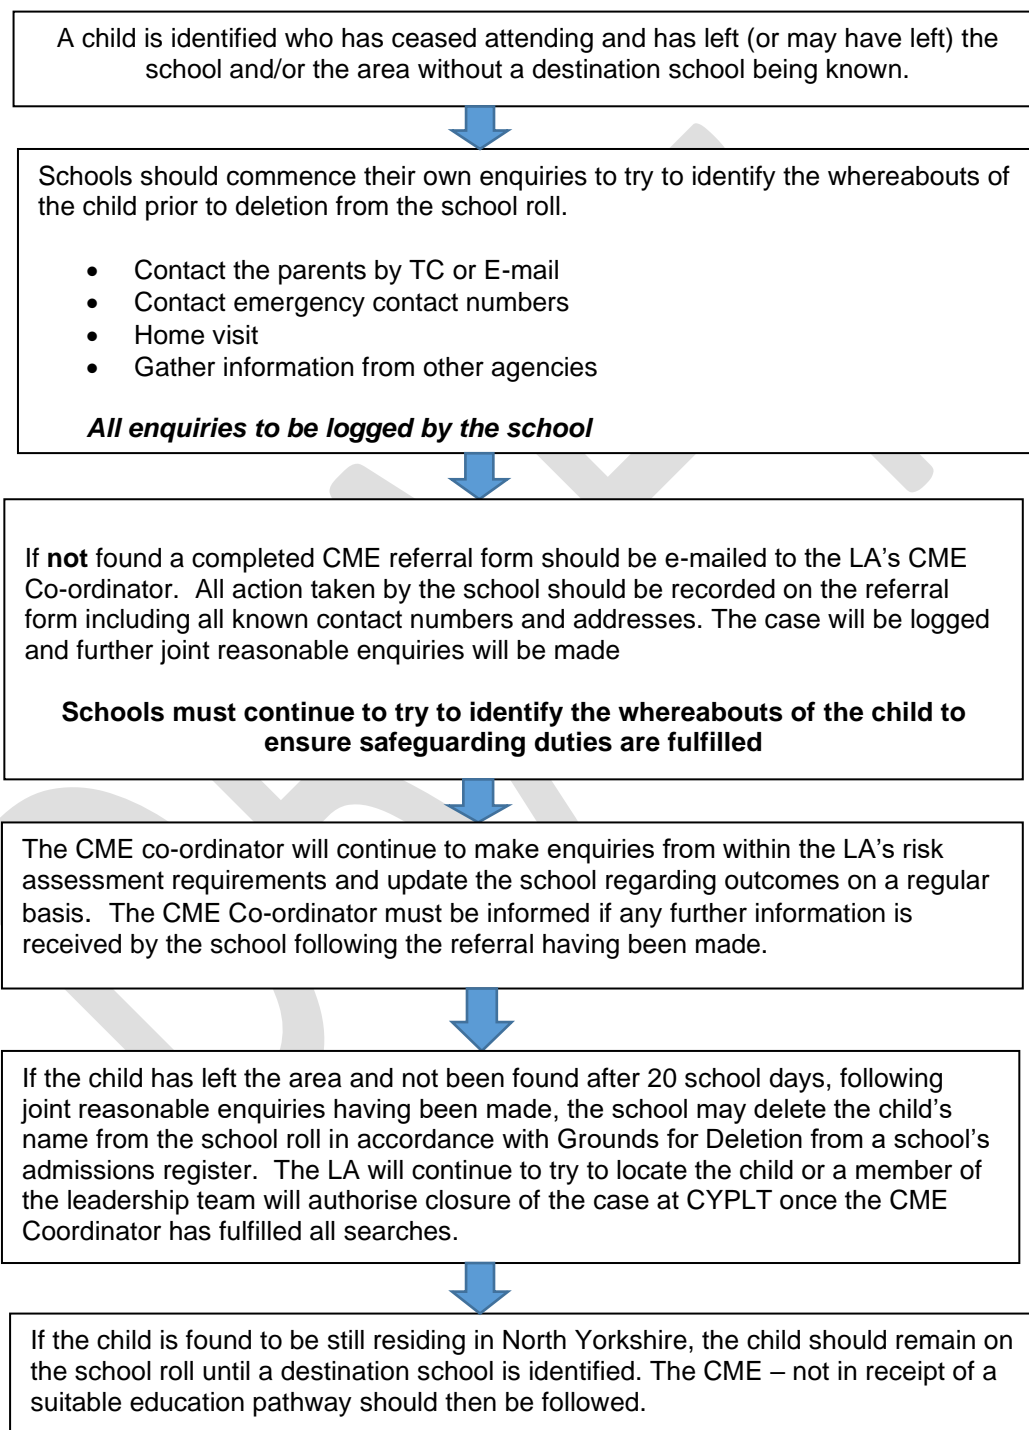 A child is identified who has ceased attending and has left (or may have left) the
school and/or the area without a destination school being known.
Schools should commence their own enquiries to try to identify the whereabouts of
the child prior to deletion from the school roll.
• Contact the parents by TC or E-mail
• Contact emergency contact numbers
• Home visit
• Gather information from other agencies
All enquiries to be logged by the school
If not found a completed CME referral form should be e-mailed to the LA's CME
Co-ordinator. All action taken by the school should be recorded on the referral
form including all known contact numbers and addresses. The case will be logged
and further joint reasonable enquiries will be made
Schools must continue to try to identify the whereabouts of the child to
ensure safeguarding duties are fulfilled
The CME co-ordinator will continue to make enquiries from within the LA's risk
assessment requirements and update the school regarding outcomes on a regular
basis. The CME Co-ordinator must be informed if any further information is
received by the school following the referral having been made.
If the child has left the area and not been found after 20 school days, following
joint reasonable enquiries having been made, the school may delete the child's
name from the school roll in accordance with Grounds for Deletion from a school's
admissions register. The LA will continue to try to locate the child or a member of
the leadership team will authorise closure of the case at CYPLT once the CME
Coordinator has fulfilled all searches.
If the child is found to be still residing in North Yorkshire, the child should remain on
the school roll until a destination school is identified. The CME – not in receipt of a
suitable education pathway should then be followed.